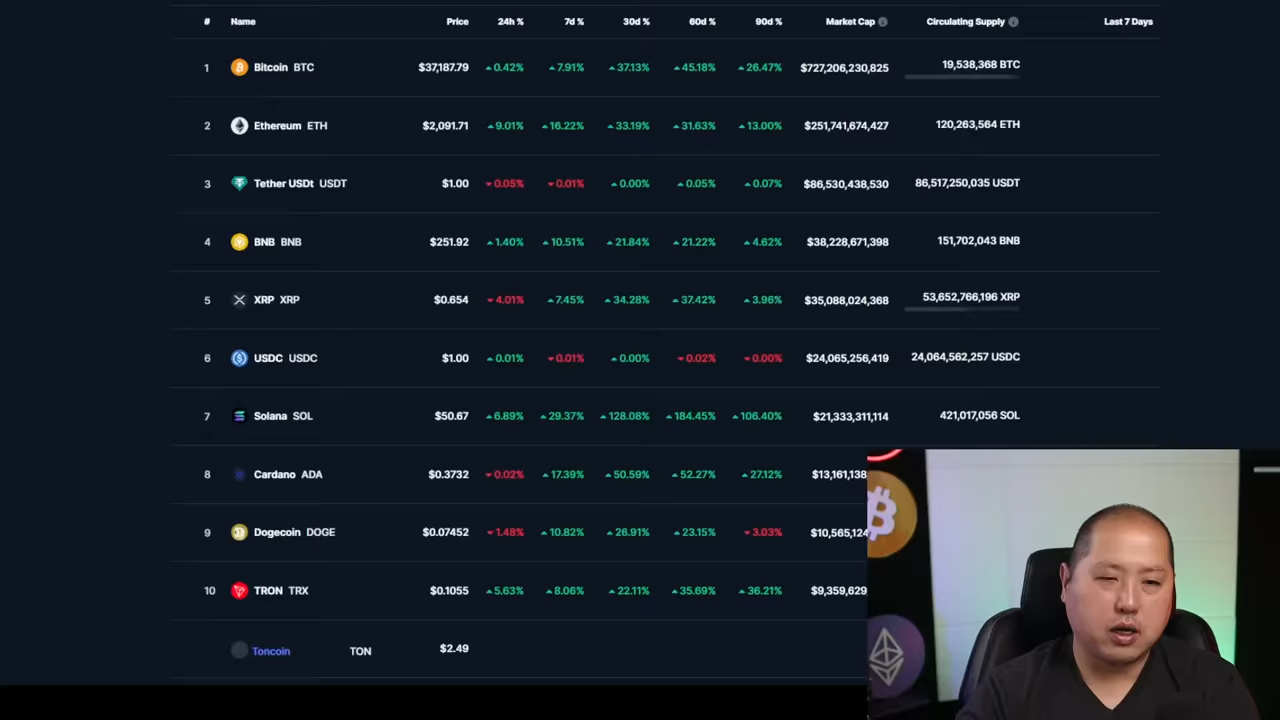 # Name Price 24h % 7d % 30d % 60d % 90d % Market Cap Circulating Supply Last 7 Days
1 Bitcoin BTC $37,187.79 0.42% 7.91% 37.13% 45.18% 26.47% $727,206,230,825 19,538,368 BTC
2 Ethereum ETH $2,091.71 9.01% 16.22% 33.19% 31.63% 13.00% $251,741,674,427 120,263,564 ETH
3 Tether USDt USDT $1.00 0.05% 0.01% 0.00% 0.05% 0.07% $86,530,438,530 86,517,250,035 USDT
4 BNB BNB $251.92 1.40% 10.51% 21.84% 21.22% 4.62% $38,228,671,398 151,702,043 BNB
5 XRP XRP $0.654 4.01% 7.45% 34.28% 37.42% 3.96% $35,088,024,368 53,652,766,196 XRP
6 USDC USDC $1.00 0.01% 0.01% 0.00% 0.02% 0.00% $24,065,256,419 24,064,562,257 USDC
7 Solana SOL $50.67 6.89% 29.37% 128.08% 184.45% 106.40% $21,333,311,114 421,017,056 SOL
8 Cardano ADA $0.3732 0.02% 17.39% 50.59% 52.27% 27.12% $13,161,138
9 Dogecoin DOGE $0.07452 1.48% 10.82% 26.91% 23.15% 3.03% $10,565,124
10 TRON TRX $0.1055 5.63% 8.06% 22.11% 35.69% 36.21% $9,359,629
Toncoin TON $2.49